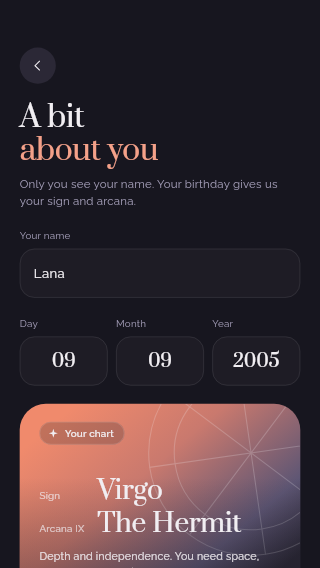 A bit
about you
Only you see your name. Your birthday gives us
your sign and arcana.
Your name
Lana
Day Month Year
09 09 2005
Your chart
Sign Virgo
Arcana IX The Hermit
Depth and independence. You need space,